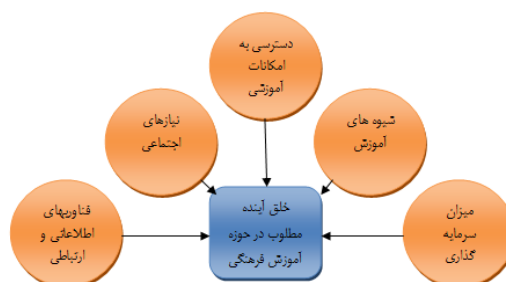 دسترسی به
امکانات
آموزشی
شیوه های
آموزش
نیازهای
اجتماعی
میزان
سرمایه
گذاری
خلق آینده
مطلوب در حوزه
آموزش فرهنگی
فناوریهای
اطلاعاتی و
ارتباطی